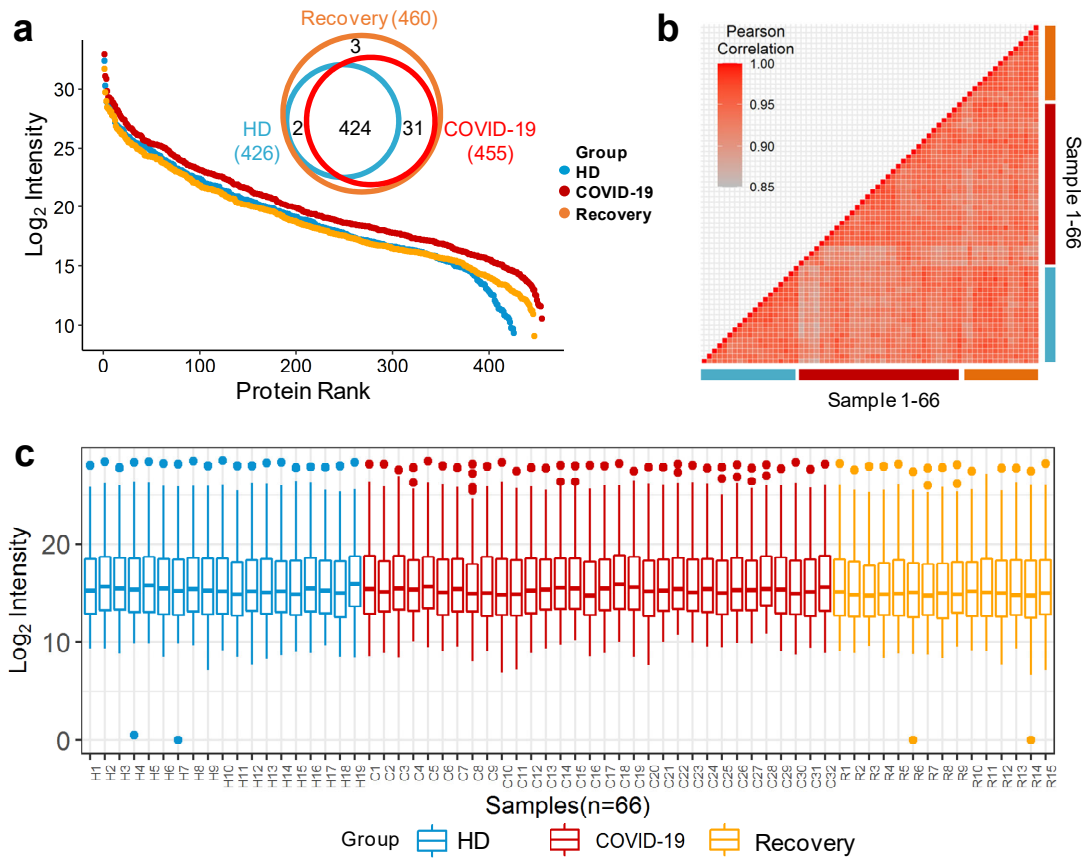 a
Recovery (460)
3
HD
(426)
2
424
31
COVID-19
(455)
Group
HD
COVID-19
Recovery
Log2 Intensity
30
25
20
15
10
0
100
200
300
400
Protein Rank
b
Pearson
Correlation
1.00
0.95
0.90
0.85
Sample 1-66
Sample 1-66
c
Log2 Intensity
20
10
0
H1 H2 H3 H4 H5 H6 H7 H8 H9 H10 H11 H12 H13 H14 H15 H16 H17 H18 H19 C1 C2 C3 C4 C5 C6 C7 C8 C9 C10 C11 C12 C13 C14 C15 C16 C17 C18 C19 C20 C21 C22 C23 C24 C25 C26 C27 C28 C29 C30 C31 C32 R1 R2 R3 R4 R5 R6 R7 R8 R9 R10 R11 R12 R13 R14 R15
Samples(n=66)
Group
HD
COVID-19
Recovery